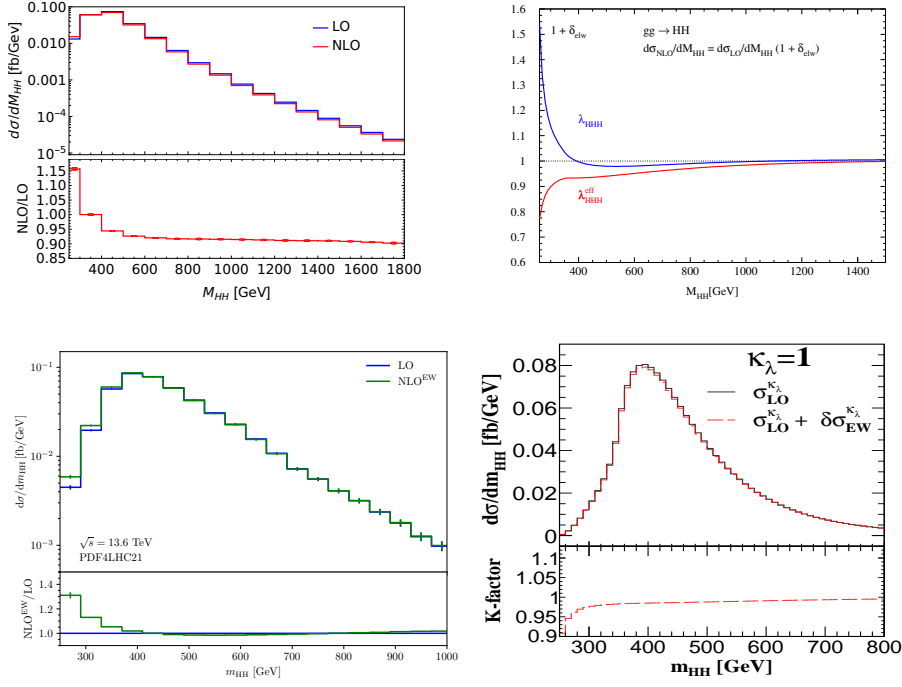 0.100
0.010
0.001
10⁻⁴
10⁻⁵
dσ/dM_HH [fb/Gev]
LO
NLO
1.15
1.10
1.05
1.00
0.95
0.90
0.85
NLO/LO
400 600 800 1000 1200 1400 1600 1800
M_HH [GeV]
1.6
1.5
1.4
1.3
1.2
1.1
1
0.9
0.8
0.7
0.6
1 + δ_elw
gg → HH
dσ_NLO/dM_HH = dσ_LO/dM_HH (1 + δ_elw)
λ_HHH
λ_HHH^eff
400 600 800 1000 1200 1400
M_HH[GeV]
10⁻¹
10⁻²
10⁻³
dσ/dm_HH [fb/GeV]
LO
NLO^EW
√s = 13.6 TeV
PDF4LHC21
1.4
1.2
1.0
NLO^EW/LO
300 400 500 600 700 800 900 1000
m_HH [GeV]
0.08
0.06
0.04
0.02
0
dσ/dm_HH [fb/GeV]
κ_λ=1
σ_LO^κ_λ
σ_LO^κ_λ + δσ_EW^κ_λ
1.1
1.05
1
0.95
0.9
K-factor
300 400 500 600 700 800
m_HH [GeV]